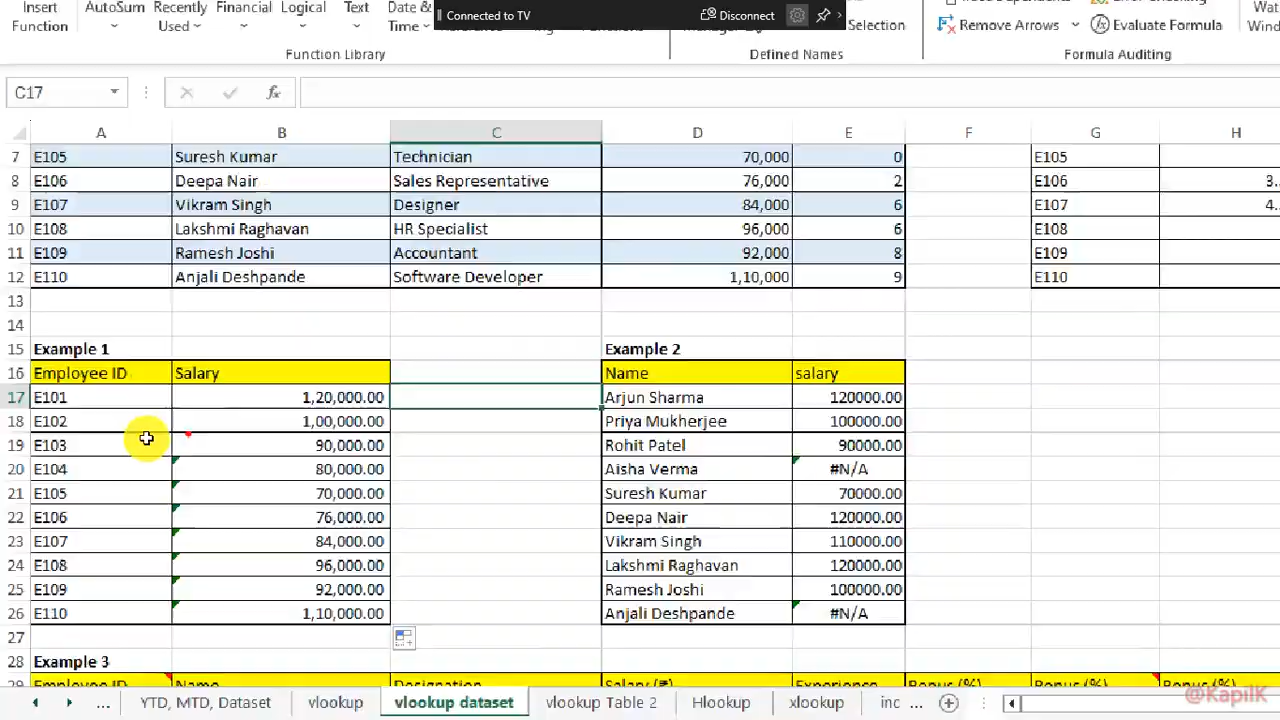 Insert
Function
AutoSum
Recently
Used
Financial
Logical
Text
Date &
Time
Connected to TV
Disconnect
Selection
Remove Arrows
Evaluate Formula
Function Library
Defined Names
Formula Auditing
C17
fx
A B C D E F G H
7 E105 Suresh Kumar Technician 70,000 0 E105
8 E106 Deepa Nair Sales Representative 76,000 2 E106 3..
9 E107 Vikram Singh Designer 84,000 6 E107 4..
10 E108 Lakshmi Raghavan HR Specialist 96,000 6 E108
11 E109 Ramesh Joshi Accountant 92,000 8 E109
12 E110 Anjali Deshpande Software Developer 1,10,000 9 E110
13
14
15 Example 1 Example 2
16 Employee ID Salary Name salary
17 E101 1,20,000.00 Arjun Sharma 120000.00
18 E102 1,00,000.00 Priya Mukherjee 100000.00
19 E103 90,000.00 Rohit Patel 90000.00
20 E104 80,000.00 Aisha Verma #N/A
21 E105 70,000.00 Suresh Kumar 70000.00
22 E106 76,000.00 Deepa Nair 120000.00
23 E107 84,000.00 Vikram Singh 110000.00
24 E108 96,000.00 Lakshmi Raghavan 120000.00
25 E109 92,000.00 Ramesh Joshi 100000.00
26 E110 1,10,000.00 Anjali Deshpande #N/A
27
28 Example 3
29 Employee ID Name Designation Salary (₹) Experience Bonus (%) Bonus (%) Bonus (%)
... YTD, MTD, Dataset vlookup vlookup dataset okup Table 2 Hlookup xlookup inc ...
@KapilK